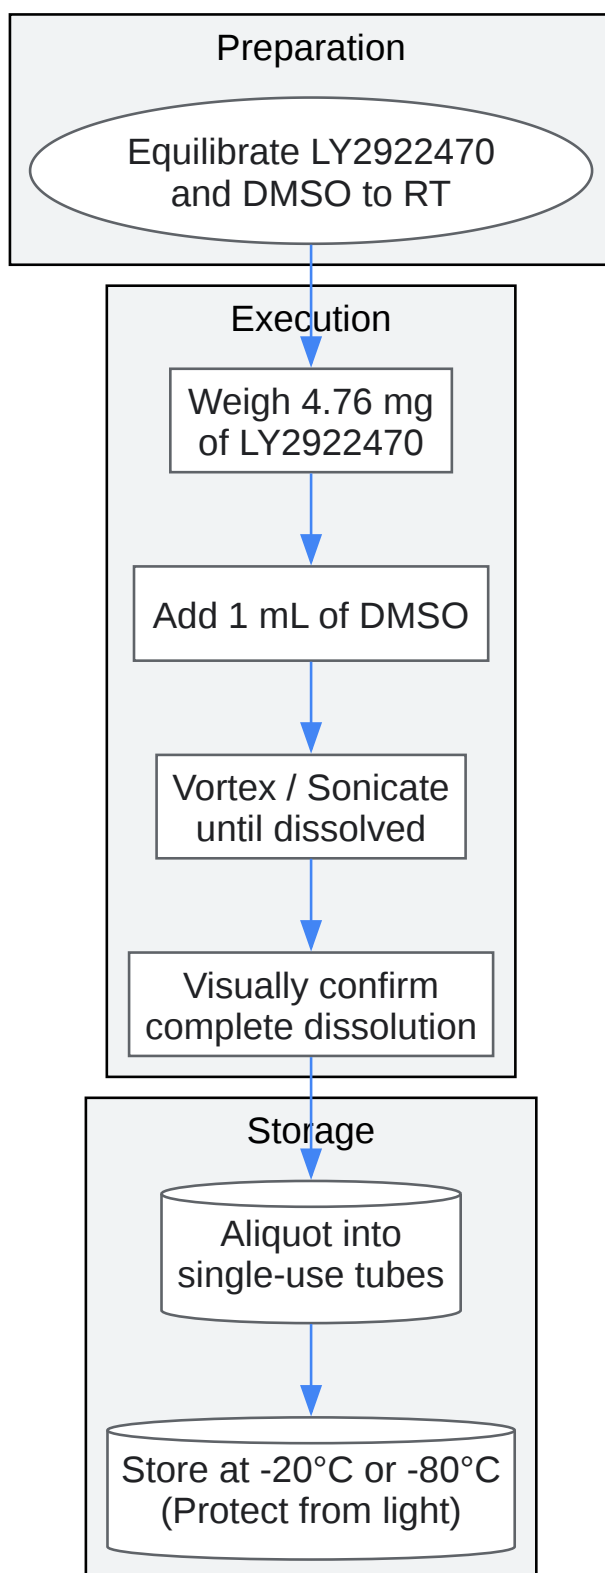 Preparation
Equilibrate LY2922470
and DMSO to RT
Execution
Weigh 4.76 mg
of LY2922470
Add 1 mL of DMSO
Vortex / Sonicate
until dissolved
Visually confirm
complete dissolution
Storage
Aliquot into
single-use tubes
Store at -20°C or -80°C
(Protect from light)